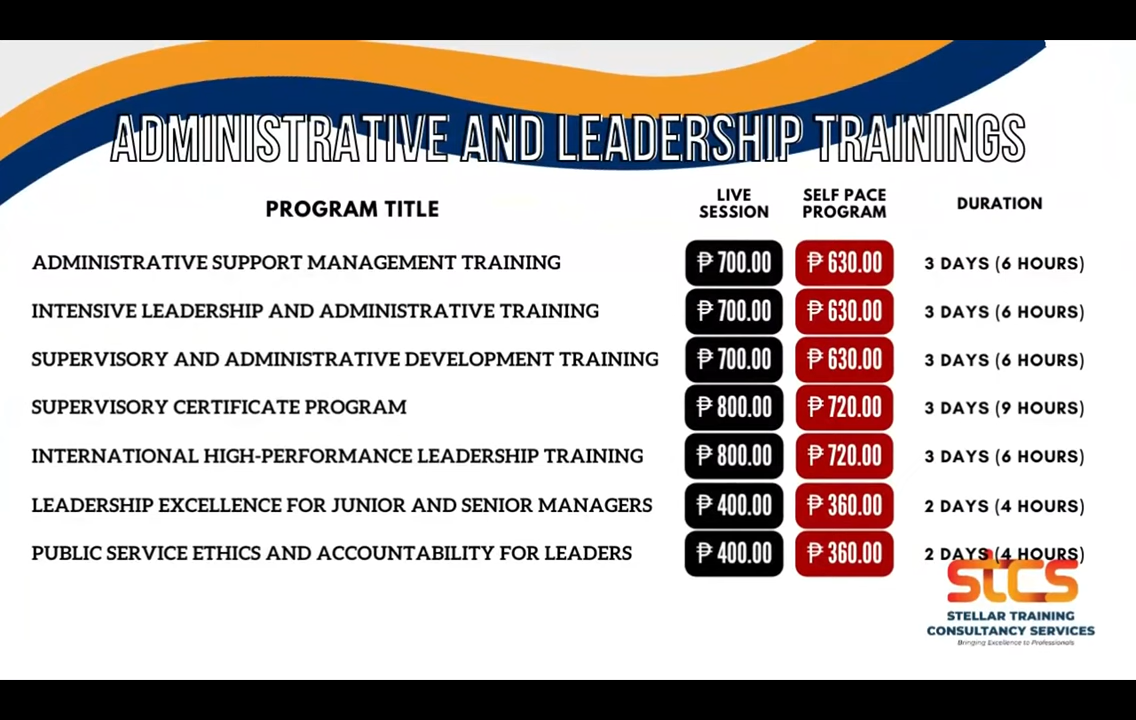 ADMINISTRATIVE AND LEADERSHIP TRAININGS
PROGRAM TITLE LIVE SESSION SELF PACE PROGRAM DURATION
ADMINISTRATIVE SUPPORT MANAGEMENT TRAINING ₱ 700.00 ₱ 630.00 3 DAYS (6 HOURS)
INTENSIVE LEADERSHIP AND ADMINISTRATIVE TRAINING ₱ 700.00 ₱ 630.00 3 DAYS (6 HOURS)
SUPERVISORY AND ADMINISTRATIVE DEVELOPMENT TRAINING ₱ 700.00 ₱ 630.00 3 DAYS (6 HOURS)
SUPERVISORY CERTIFICATE PROGRAM ₱ 800.00 ₱ 720.00 3 DAYS (9 HOURS)
INTERNATIONAL HIGH-PERFORMANCE LEADERSHIP TRAINING ₱ 800.00 ₱ 720.00 3 DAYS (6 HOURS)
LEADERSHIP EXCELLENCE FOR JUNIOR AND SENIOR MANAGERS ₱ 400.00 ₱ 360.00 2 DAYS (4 HOURS)
PUBLIC SERVICE ETHICS AND ACCOUNTABILITY FOR LEADERS ₱ 400.00 ₱ 360.00 2 DAYS (4 HOURS)
STCS
STELLAR TRAINING
CONSULTANCY SERVICES
Bringing Excellence to Professionals